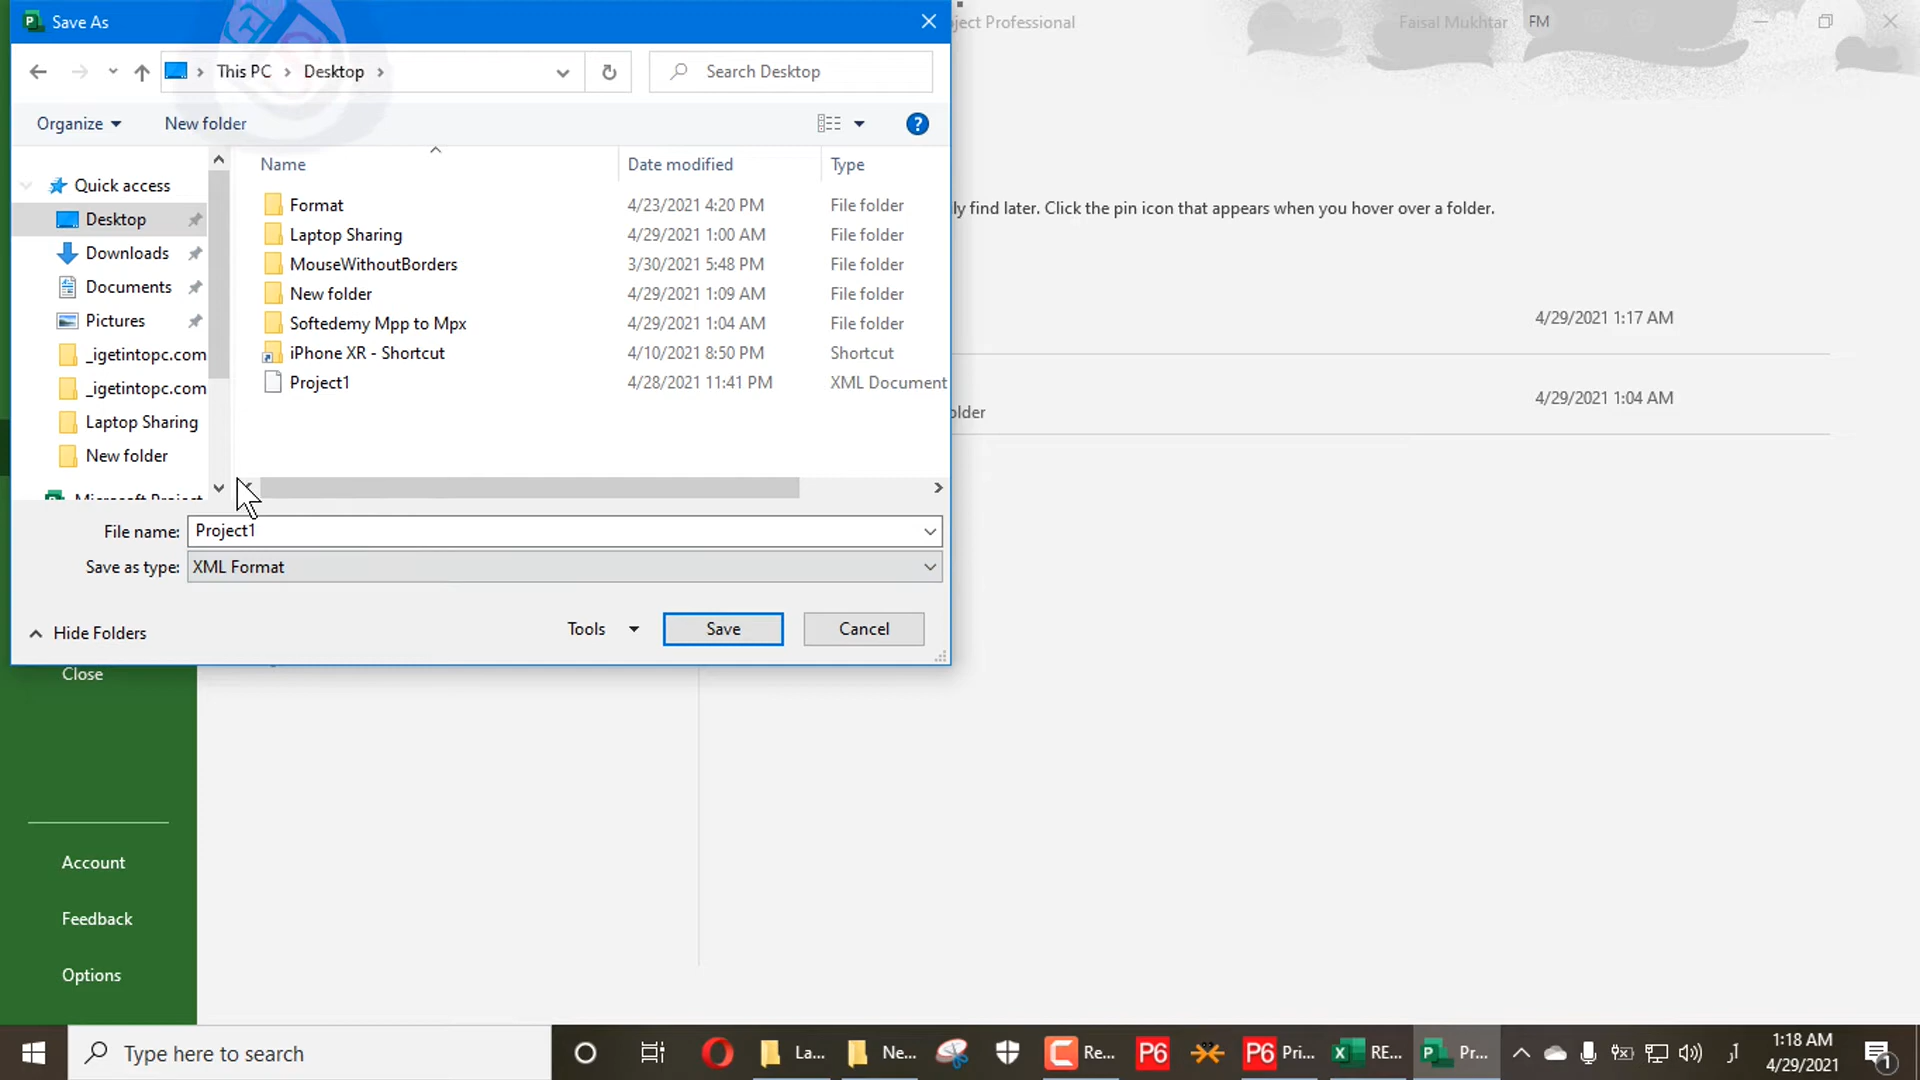 Save As
ject Professional
Faisal Mukhtar FM
This PC > Desktop >
Search Desktop
Organize
New folder
Name
Date modified
Type
Quick access
Desktop
Downloads
Documents
Pictures
_igetintopc.com
_igetintopc.com
Laptop Sharing
New folder
Microsoft Project
Format 4/23/2021 4:20 PM File folder
Laptop Sharing 4/29/2021 1:00 AM File folder
MouseWithoutBorders 3/30/2021 5:48 PM File folder
New folder 4/29/2021 1:09 AM File folder
Softedemy Mpp to Mpx 4/29/2021 1:04 AM File folder
iPhone XR - Shortcut 4/10/2021 8:50 PM Shortcut
Project1 4/28/2021 11:41 PM XML Document
ly find later. Click the pin icon that appears when you hover over a folder.
4/29/2021 1:17 AM
4/29/2021 1:04 AM
older
File name: Project1
Save as type: XML Format
Hide Folders
Tools
Save
Cancel
Close
Account
Feedback
Options
Type here to search
La...
Ne...
Re...
P6
P6 Pri...
RE...
Pr...
1:18 AM
4/29/2021
1